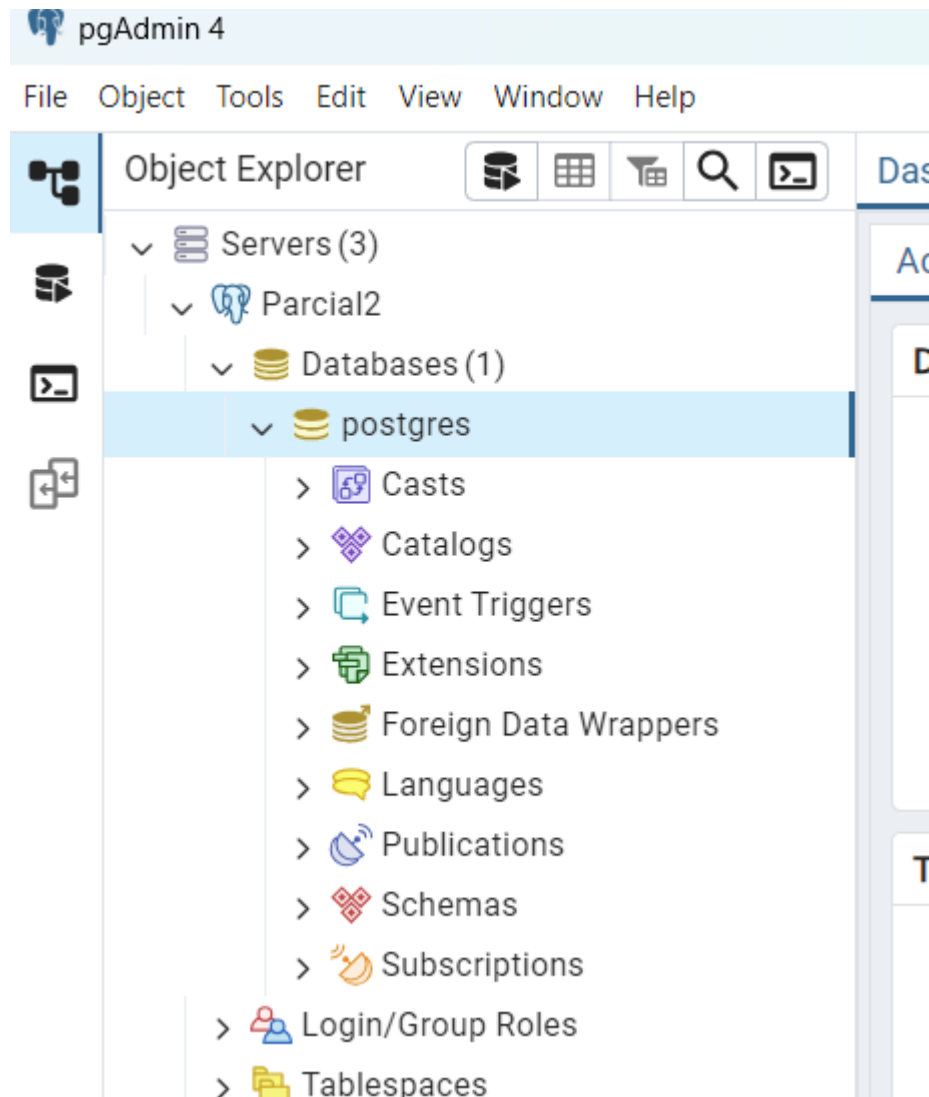 pgAdmin 4
File Object Tools Edit View Window Help
Object Explorer
Servers (3)
Parcial2
Databases (1)
postgres
Casts
Catalogs
Event Triggers
Extensions
Foreign Data Wrappers
Languages
Publications
Schemas
Subscriptions
Login/Group Roles
Tablespaces